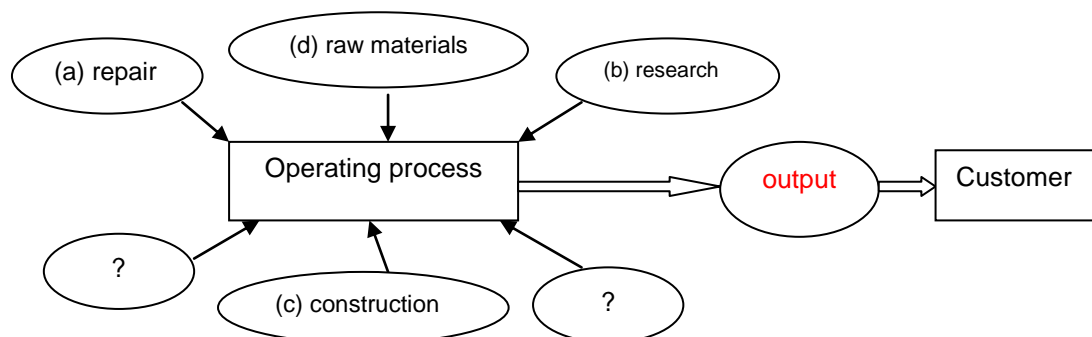 (d) raw materials
(a) repair
(b) research
Operating process
output
Customer
?
(c) construction
?